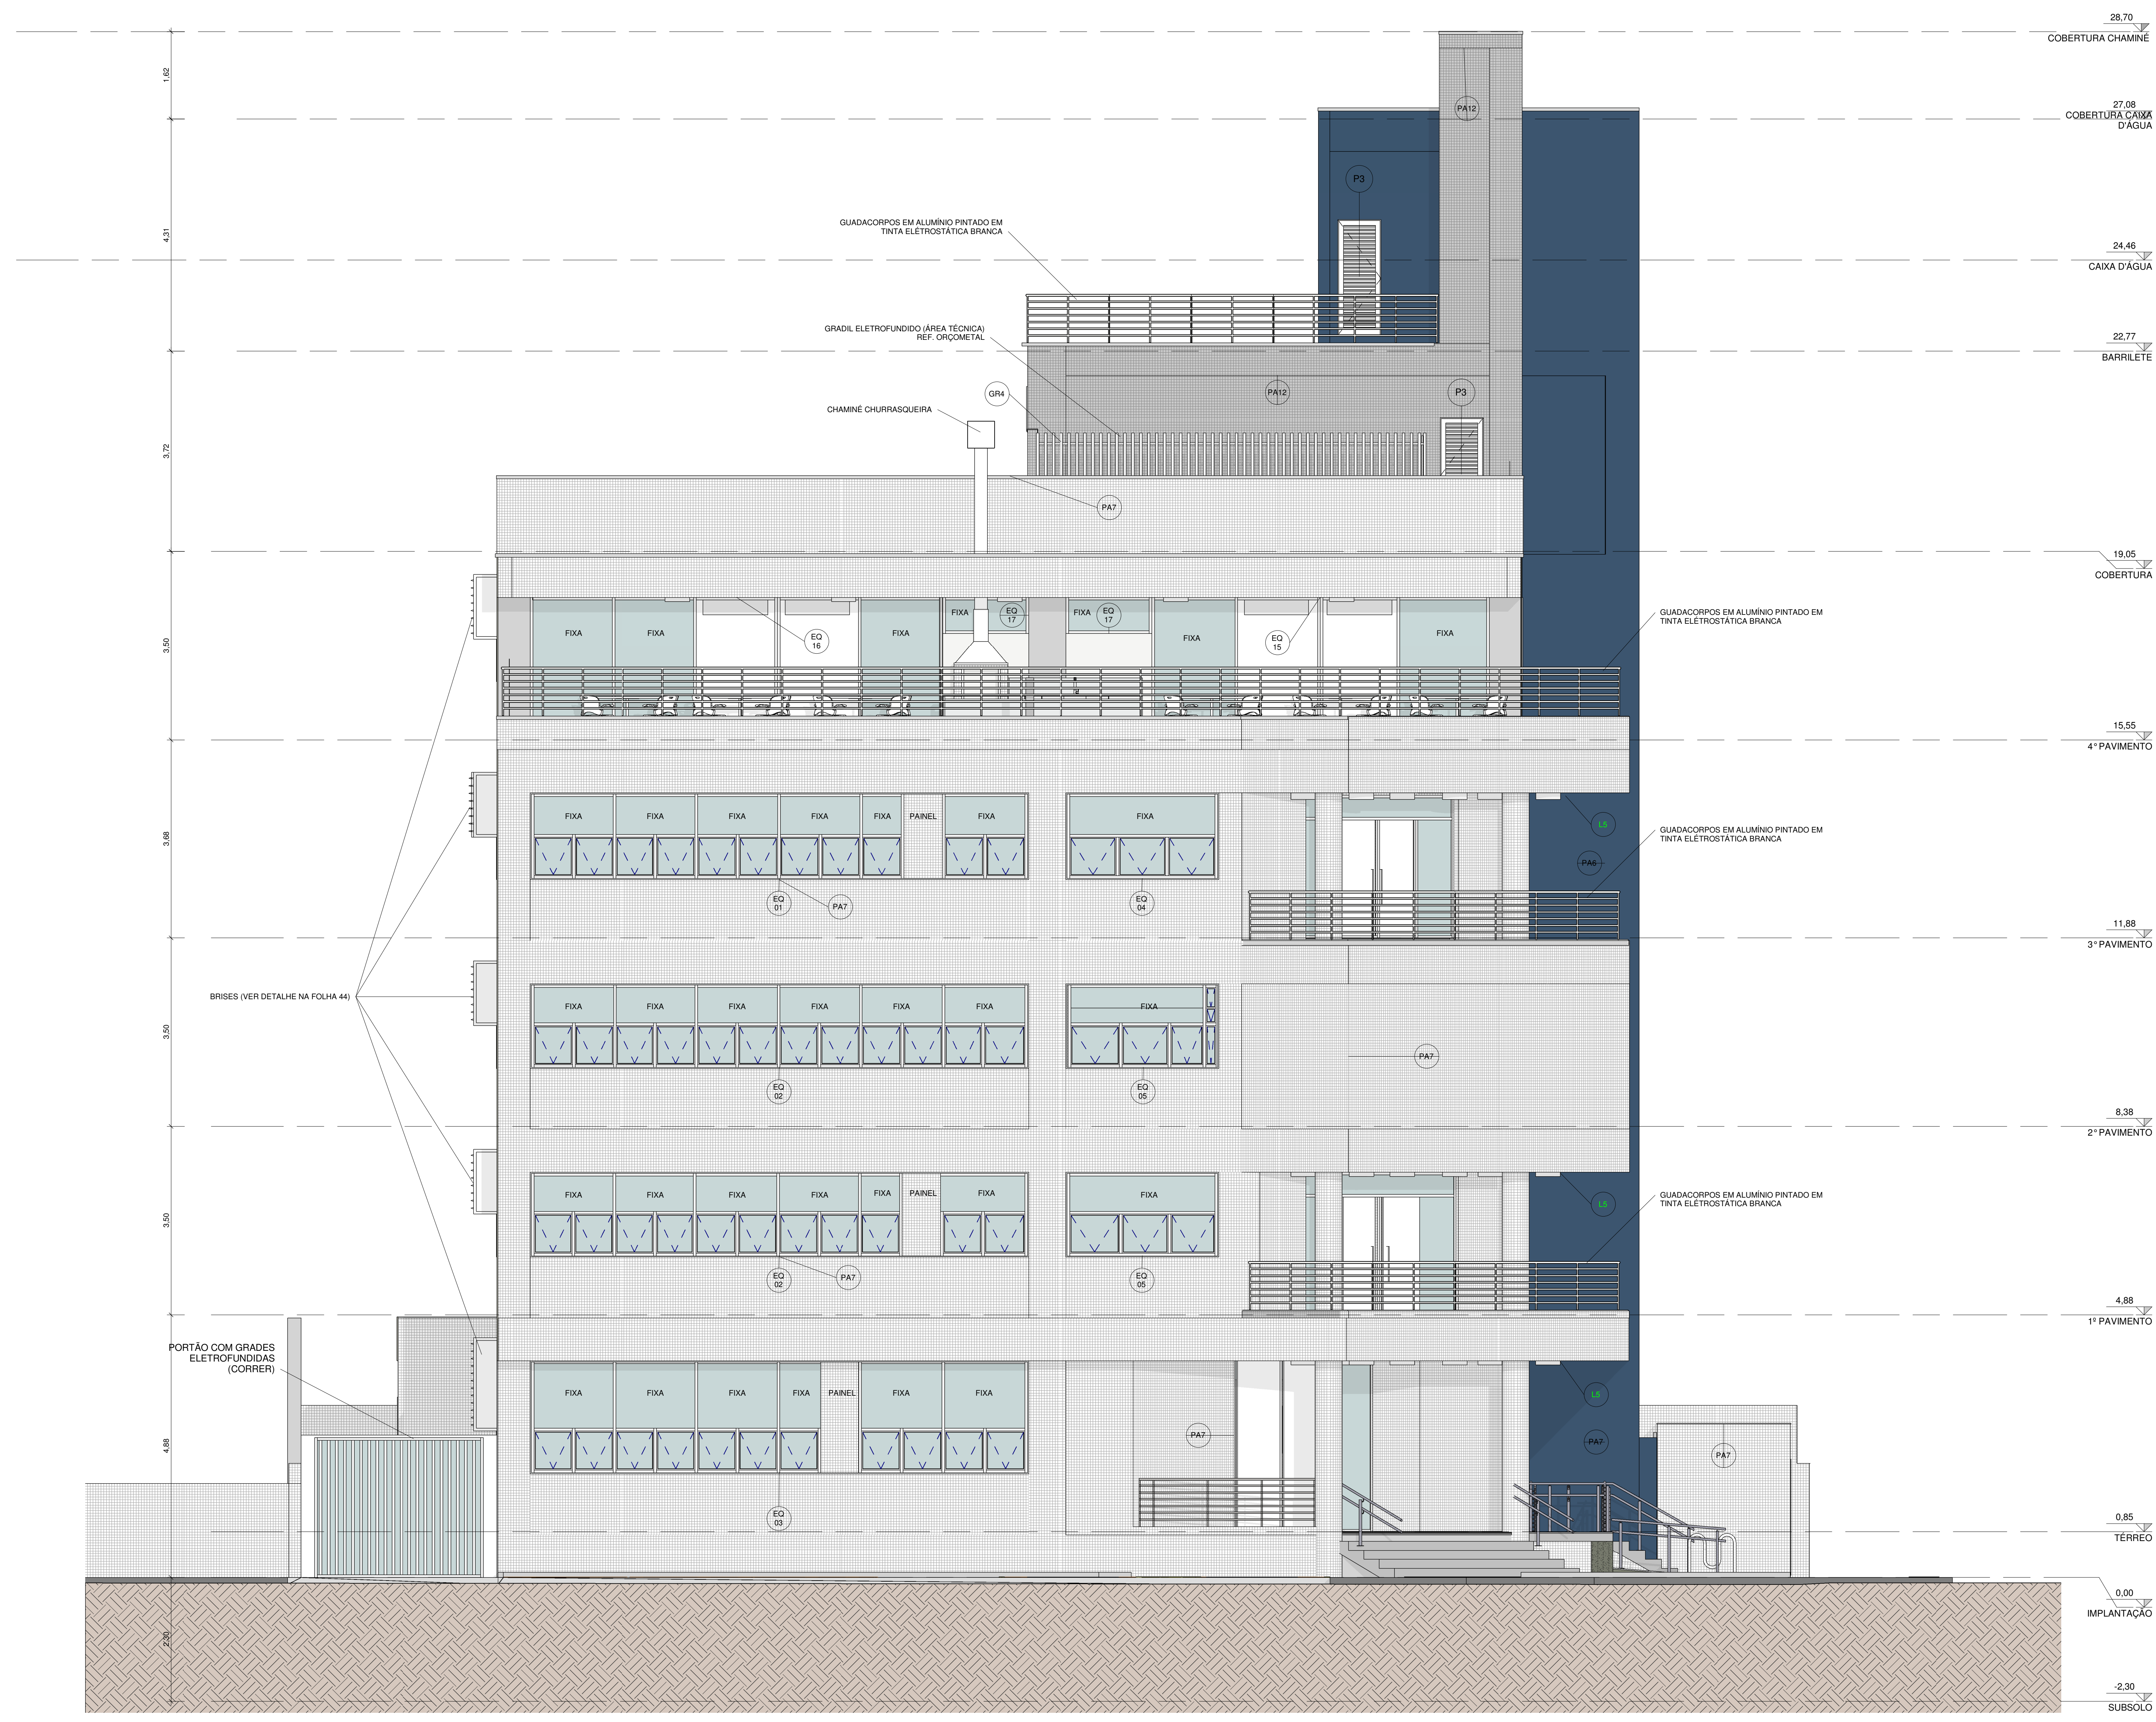 28,70
COBERTURA CHAMINÉ
1,62
PA12
27,08
COBERTURA CAIXA
D'ÁGUA
P3
GUADACORPOS EM ALUMÍNIO PINTADO EM
TINTA ELÉTROSTÁTICA BRANCA
4,31
24,46
CAIXA D'ÁGUA
GRADIL ELETROFUNDIDO (ÁREA TÉCNICA)
REF. ORÇOMETAL
22,77
BARRILETE
GR4
PA12
P3
CHAMINÉ CHURRASQUEIRA
3,72
PA7
19,05
COBERTURA
FIXA
FIXA
FIXA
FIXA
EQ
17
FIXA
EQ
17
FIXA
FIXA
EQ
16
EQ
15
GUADACORPOS EM ALUMÍNIO PINTADO EM
TINTA ELÉTROSTÁTICA BRANCA
3,50
15,55
4° PAVIMENTO
FIXA
FIXA
FIXA
FIXA
FIXA
PAINEL
FIXA
FIXA
L5
3,68
GUADACORPOS EM ALUMÍNIO PINTADO EM
TINTA ELÉTROSTÁTICA BRANCA
PA6
EQ
01
PA7
EQ
04
11,88
3° PAVIMENTO
BRISES (VER DETALHE NA FOLHA 44)
FIXA
FIXA
FIXA
FIXA
FIXA
FIXA
FIXA
3,50
PA7
EQ
02
EQ
05
8,38
2° PAVIMENTO
FIXA
FIXA
FIXA
FIXA
FIXA
PAINEL
FIXA
FIXA
L5
GUADACORPOS EM ALUMÍNIO PINTADO EM
TINTA ELÉTROSTÁTICA BRANCA
3,50
EQ
02
PA7
EQ
05
4,88
1º PAVIMENTO
PORTÃO COM GRADES
ELETROFUNDIDAS
(CORRER)
FIXA
FIXA
FIXA
FIXA
PAINEL
FIXA
FIXA
L5
4,88
PA7
PA7
PA7
EQ
03
0,85
TÉRREO
0,00
IMPLANTAÇÃO
2,30
-2,30
SUBSOLO